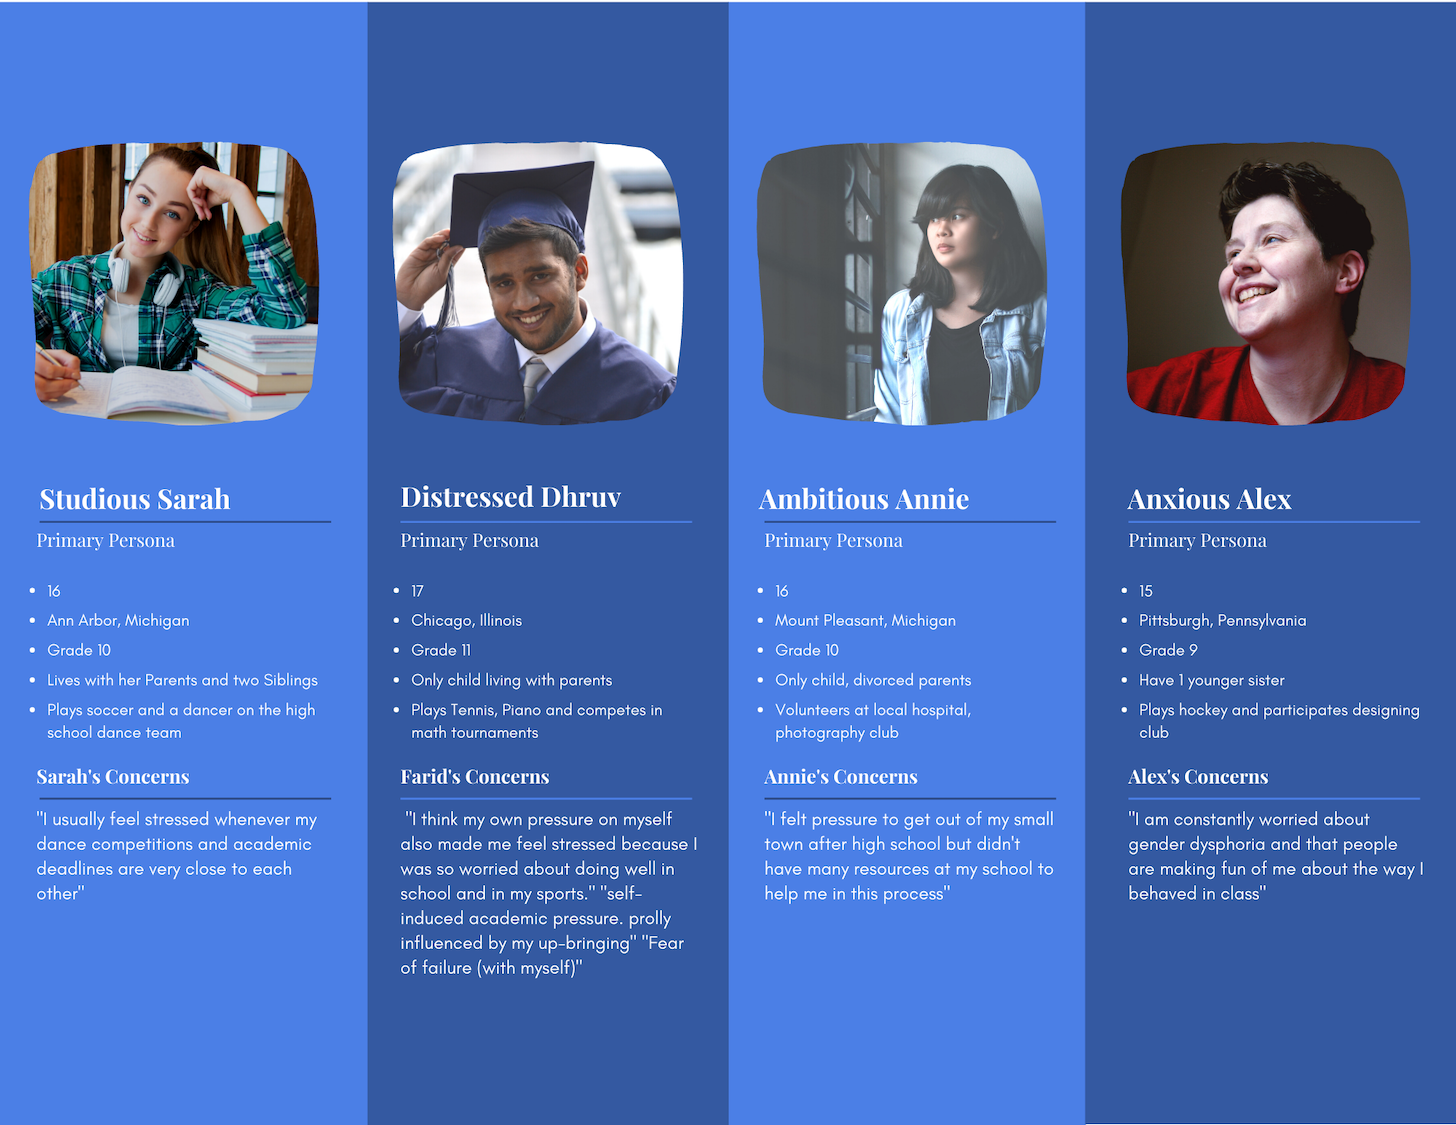 Studious Sarah
Primary Persona
16
Ann Arbor, Michigan
Grade 10
Lives with her Parents and two Siblings
Plays soccer and a dancer on the high
school dance team
Sarah's Concerns
"I usually feel stressed whenever my
dance competitions and academic
deadlines are very close to each
other"
Distressed Dhruv
Primary Persona
17
Chicago, Illinois
Grade 11
Only child living with parents
Plays Tennis, Piano and competes in
math tournaments
Farid's Concerns
"I think my own pressure on myself
also made me feel stressed because I
was so worried about doing well in
school and in my sports." "self-
induced academic pressure. prolly
influenced by my up-bringing" "Fear
of failure (with myself)"
Ambitious Annie
Primary Persona
16
Mount Pleasant, Michigan
Grade 10
Only child, divorced parents
Volunteers at local hospital,
photography club
Annie's Concerns
"I felt pressure to get out of my small
town after high school but didn't
have many resources at my school to
help me in this process"
Anxious Alex
Primary Persona
15
Pittsburgh, Pennsylvania
Grade 9
Have 1 younger sister
Plays hockey and participates designing
club
Alex's Concerns
"I am constantly worried about
gender dysphoria and that people
are making fun of me about the way I
behaved in class"